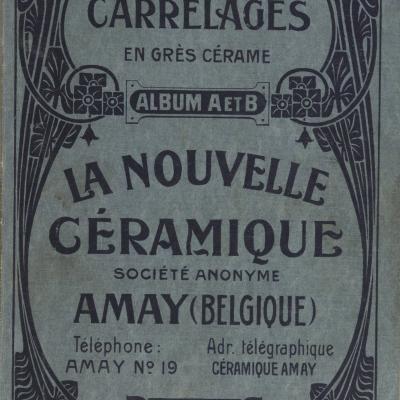 CARRELAGES
EN GRÈS CÉRAME
ALBUM A ET B
LA NOUVELLE
CÉRAMIQUE
SOCIÉTÉ ANONYME
AMAY (BELGIQUE)
Téléphone: Adr. télégraphique
AMAY Nº 19 CÉRAMIQUE AMAY